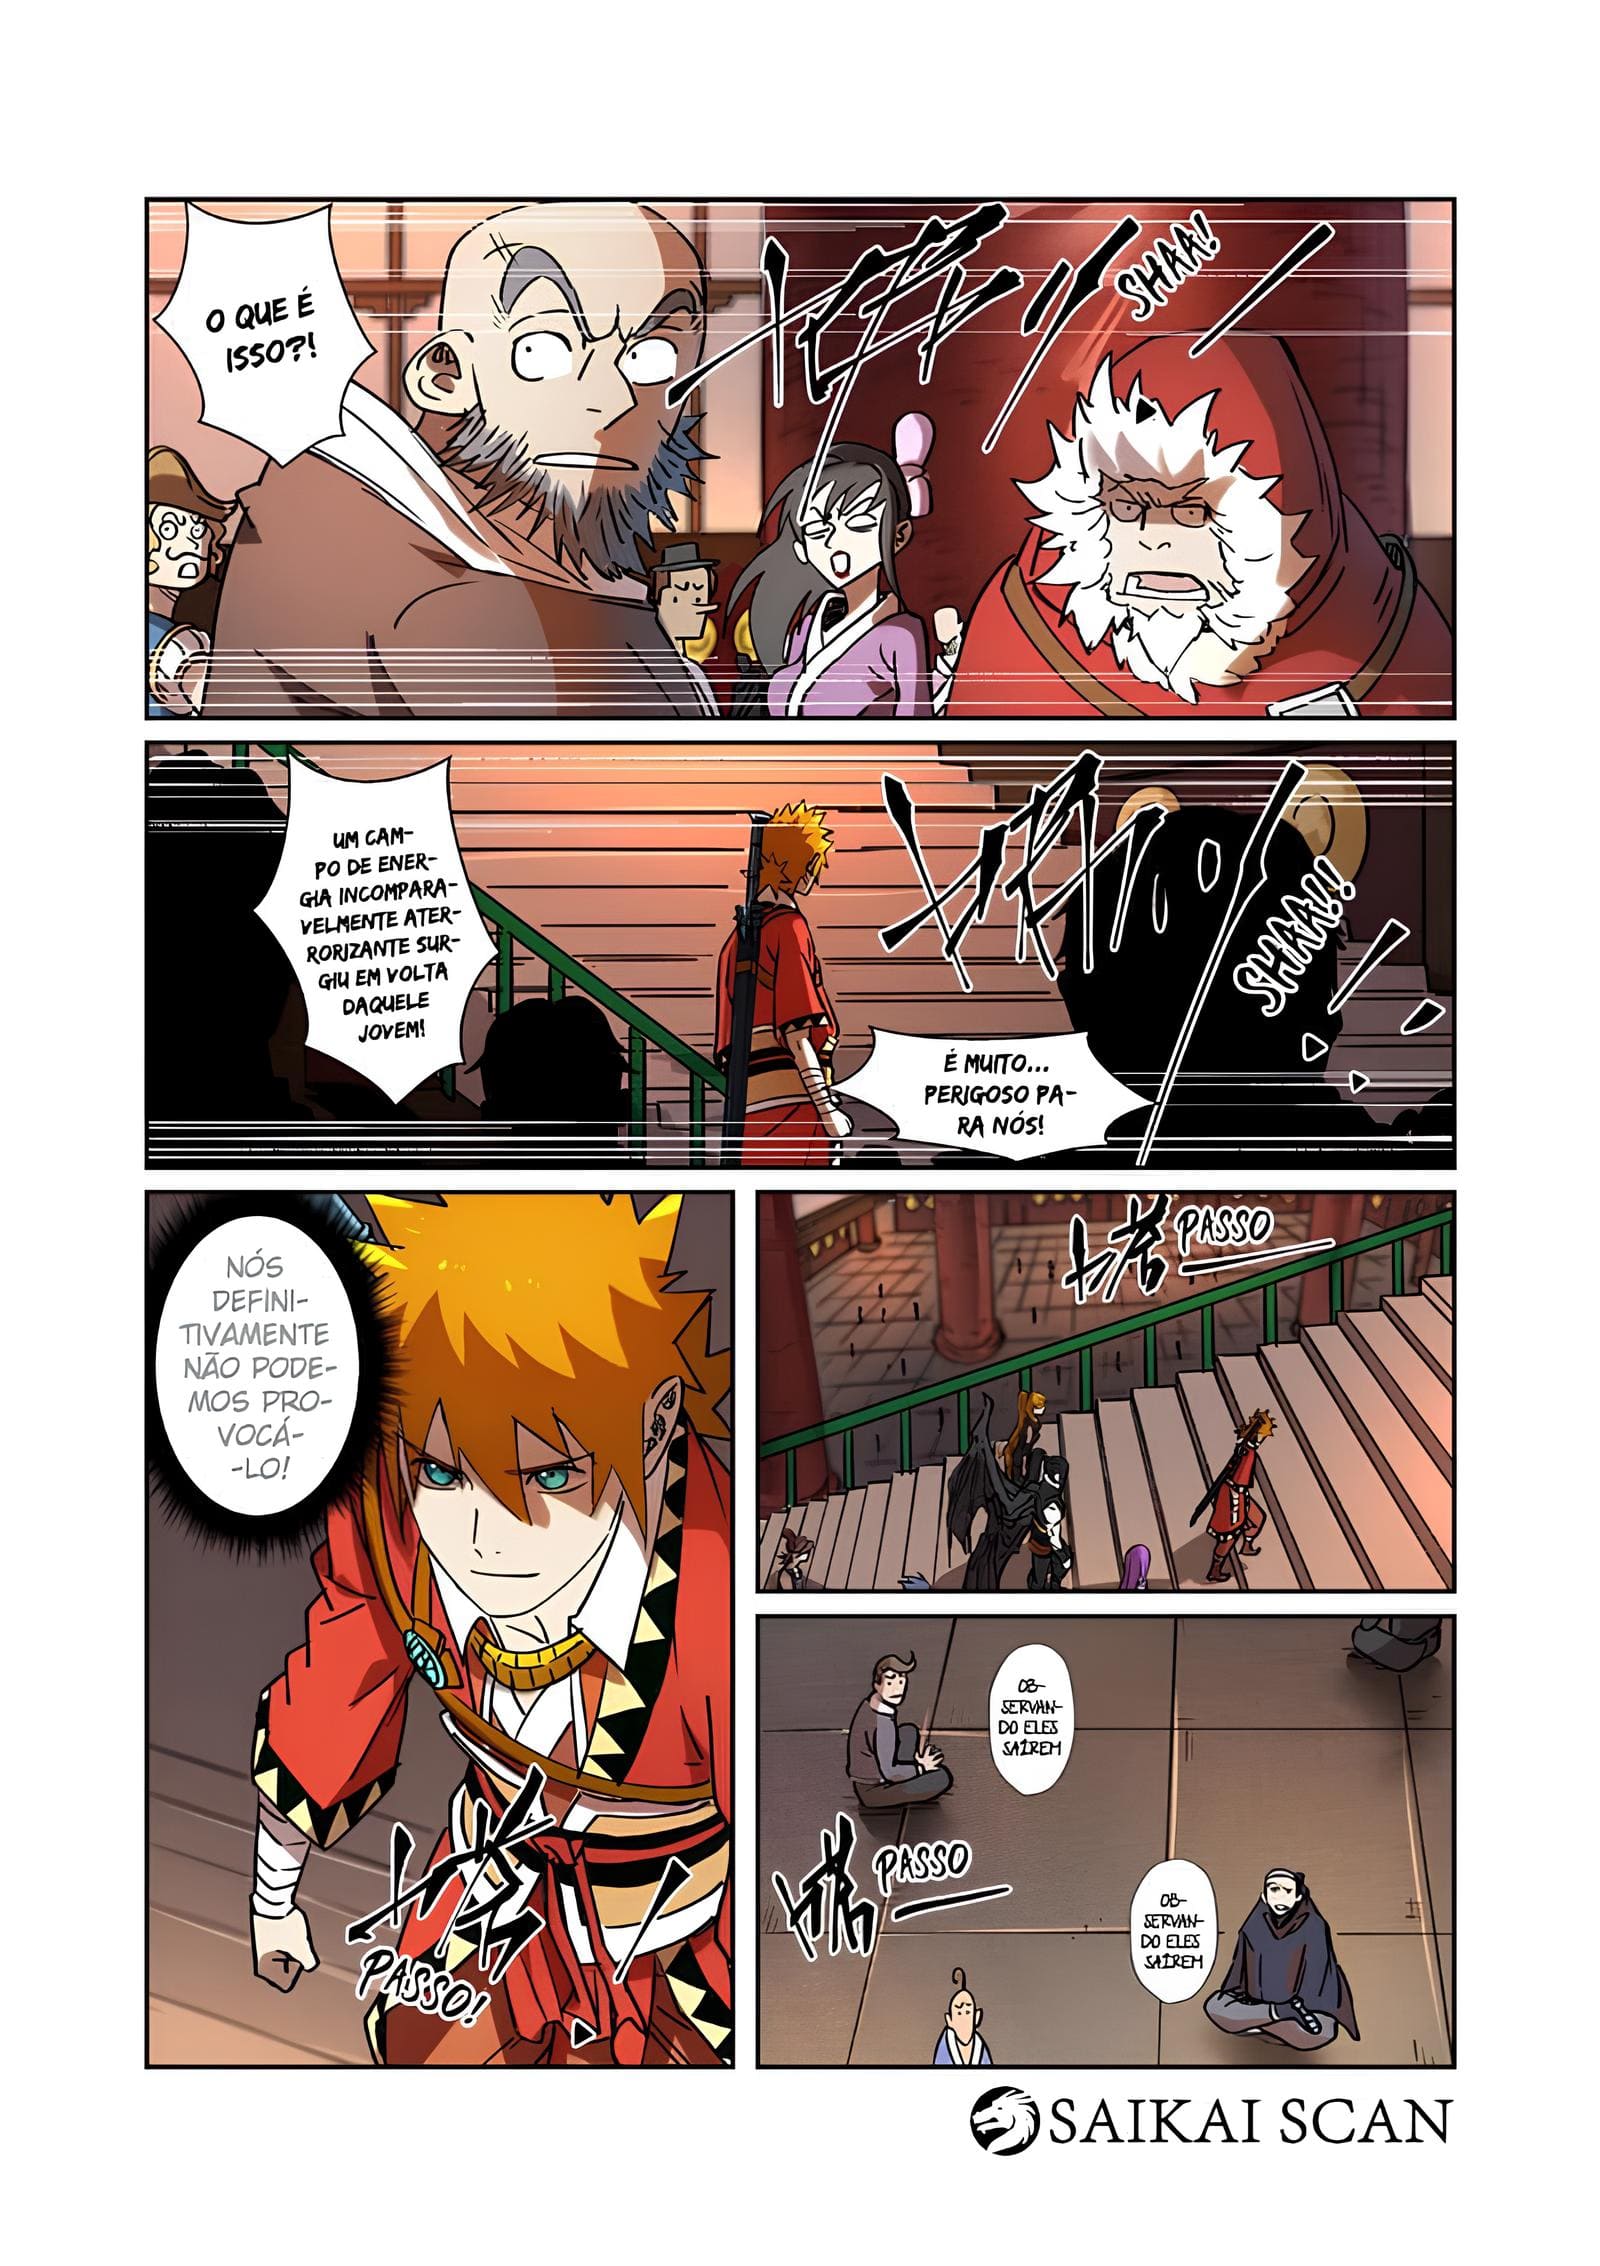 O QUE É
ISSO?!
SHAA!
UM CAM-
PO DE ENER-
GIA INCOMPARA-
VELMENTE ATER-
RORIZANTE SUR-
GIU EM VOLTA
DAQUELE
JOVEM!
SHAA!!
É MUITO...
PERIGOSO PA-
RA NÓS!
NÓS
DEFINI-
TIVAMENTE
NÃO PODE-
MOS PRO-
VOCÁ-
-LO!
PASSO!
PASSO
OB-
SERVAN-
DO ELES
SAÍREM
PASSO
OB-
SERVAN-
DO ELES
SAÍREM
SAIKAI SCAN